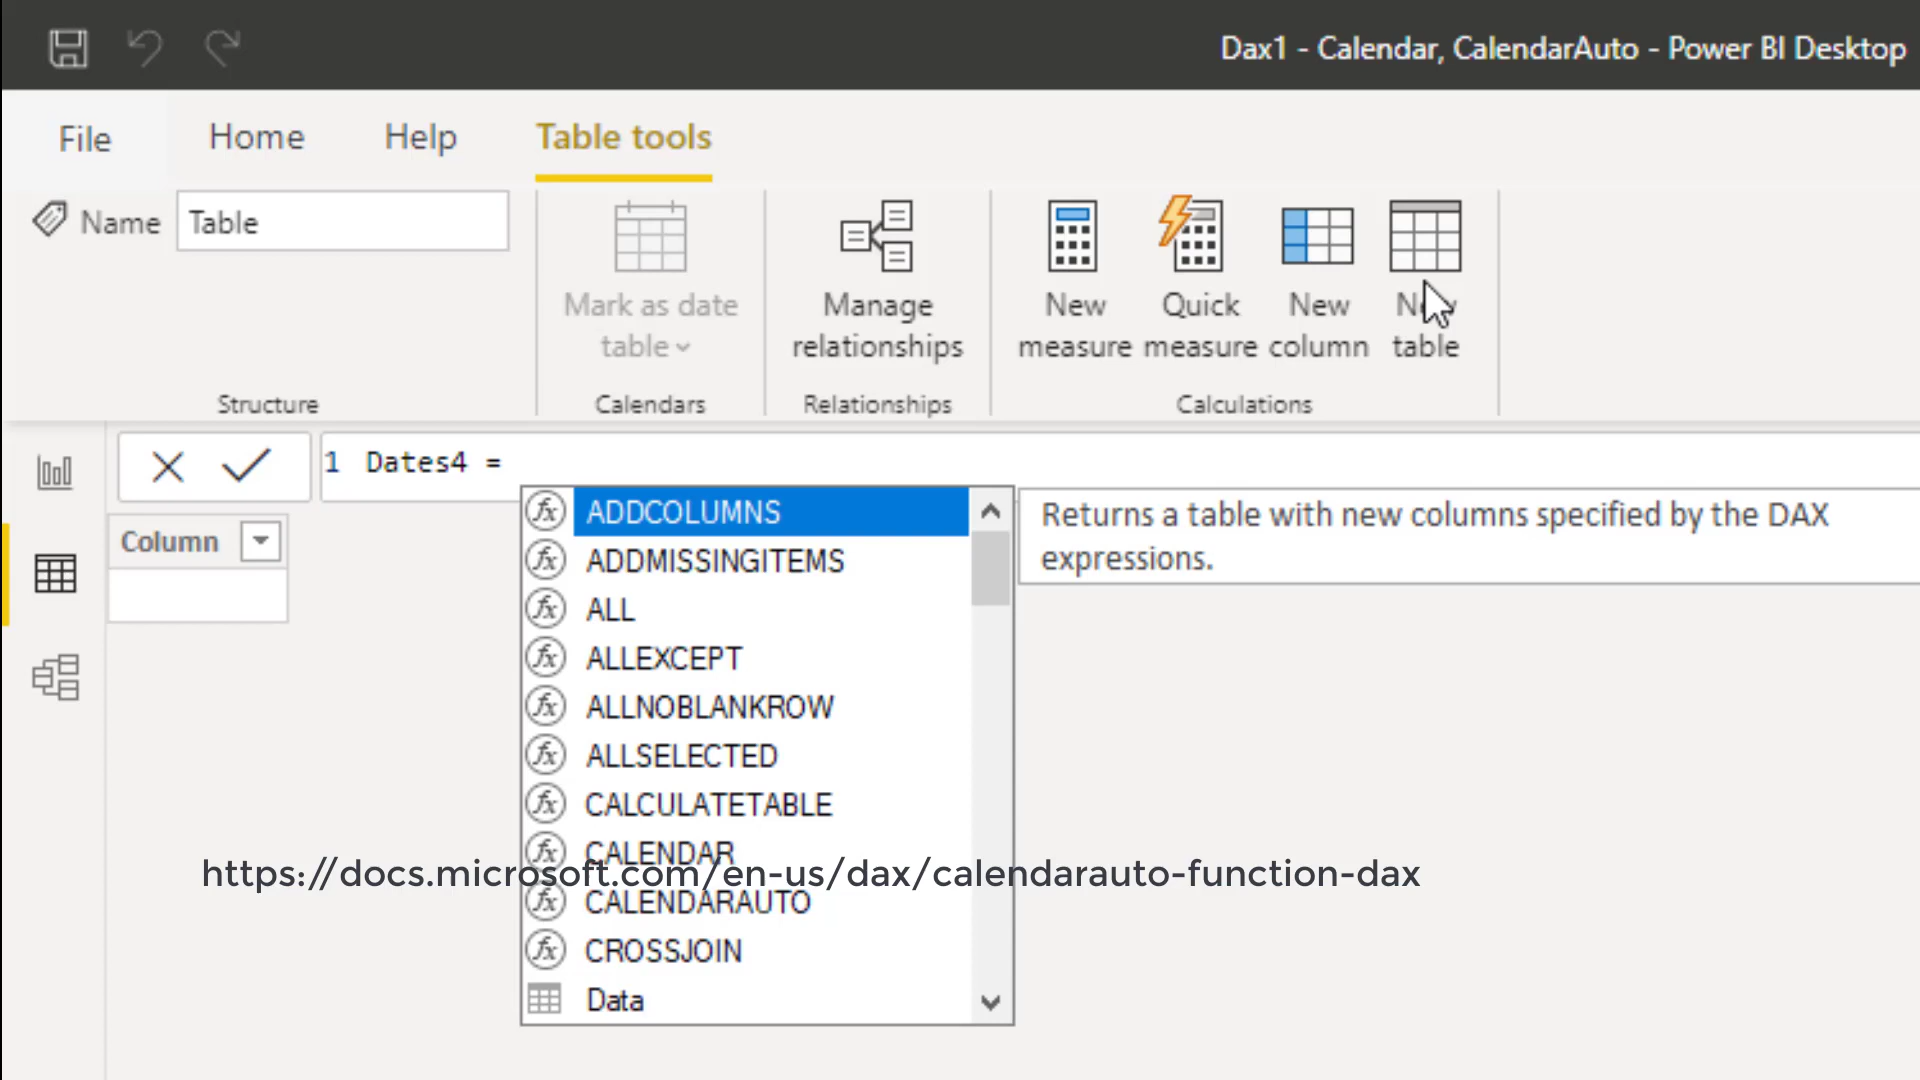 Dax1 - Calendar, CalendarAuto - Power BI Desktop
File Home Help Table tools
Name Table
Mark as date table
Manage relationships
New measure
Quick measure
New column
New table
Structure Calendars Relationships Calculations
1 Dates4 =
Column
ADDCOLUMNS
Returns a table with new columns specified by the DAX
expressions.
ADDMISSINGITEMS
ALL
ALLEXCEPT
ALLNOBLANKROW
ALLSELECTED
CALCULATETABLE
CALENDAR
https://docs.microsoft.com/en-us/dax/calendarauto-function-dax
CALENDARAUTO
CROSSJOIN
Data